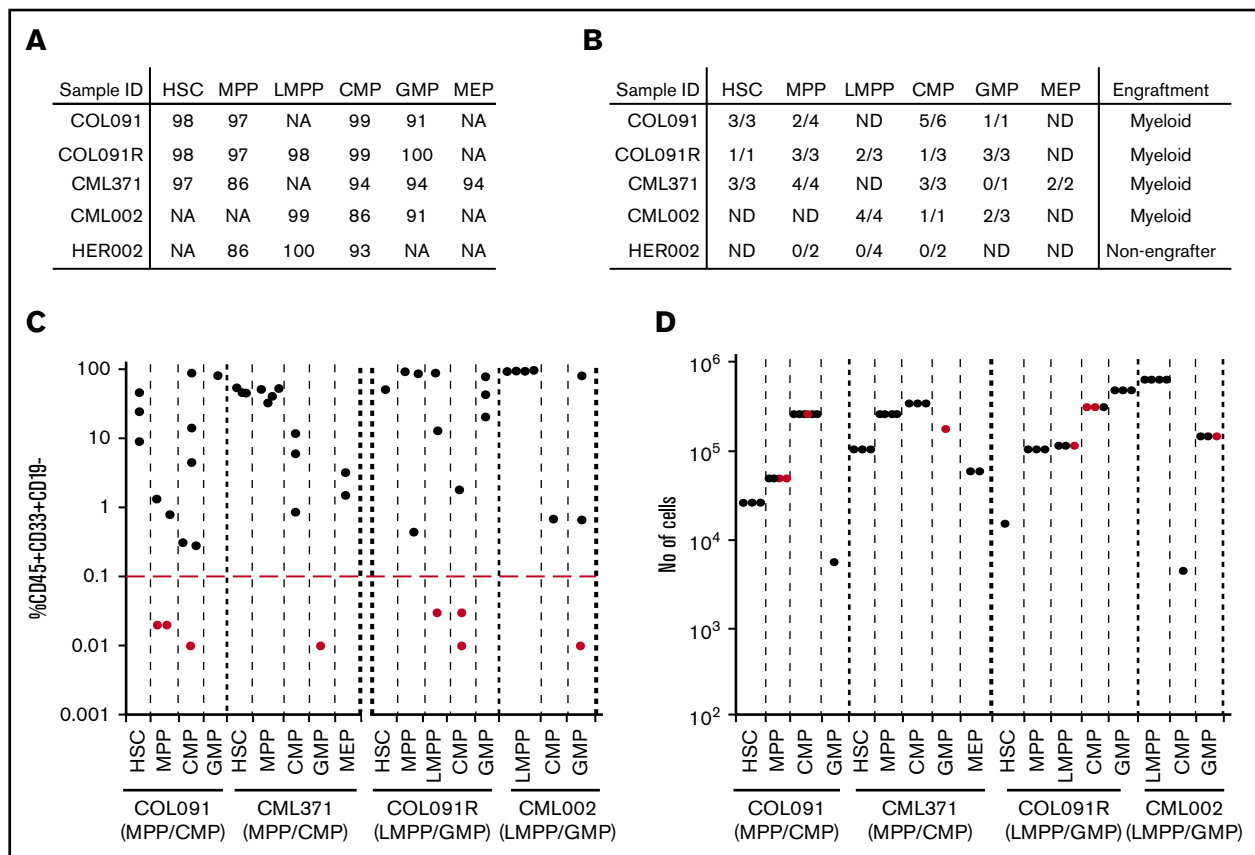 A
Sample ID HSC MPP LMPP CMP GMP MEP
COL091 98 97 NA 99 91 NA
COL091R 98 97 98 99 100 NA
CML371 97 86 NA 94 94 94
CML002 NA NA 99 86 91 NA
HER002 NA 86 100 93 NA NA
B
Sample ID HSC MPP LMPP CMP GMP MEP Engraftment
COL091 3/3 2/4 ND 5/6 1/1 ND Myeloid
COL091R 1/1 3/3 2/3 1/3 3/3 ND Myeloid
CML371 3/3 4/4 ND 3/3 0/1 2/2 Myeloid
CML002 ND ND 4/4 1/1 2/3 ND Myeloid
HER002 ND 0/2 0/4 0/2 ND ND Non-engrafter
C
%CD45+CD33+CD19-
100
10
1
0.1
0.01
0.001
HSC MPP CMP GMP HSC MPP CMP GMP MEP HSC MPP LMPP CMP GMP LMPP CMP GMP
COL091 CML371 COL091R CML002
(MPP/CMP) (MPP/CMP) (LMPP/GMP) (LMPP/GMP)
D
No of cells
10⁶
10⁵
10⁴
10³
10²
HSC MPP CMP GMP HSC MPP CMP GMP MEP HSC MPP LMPP CMP GMP LMPP CMP GMP
COL091 CML371 COL091R CML002
(MPP/CMP) (MPP/CMP) (LMPP/GMP) (LMPP/GMP)